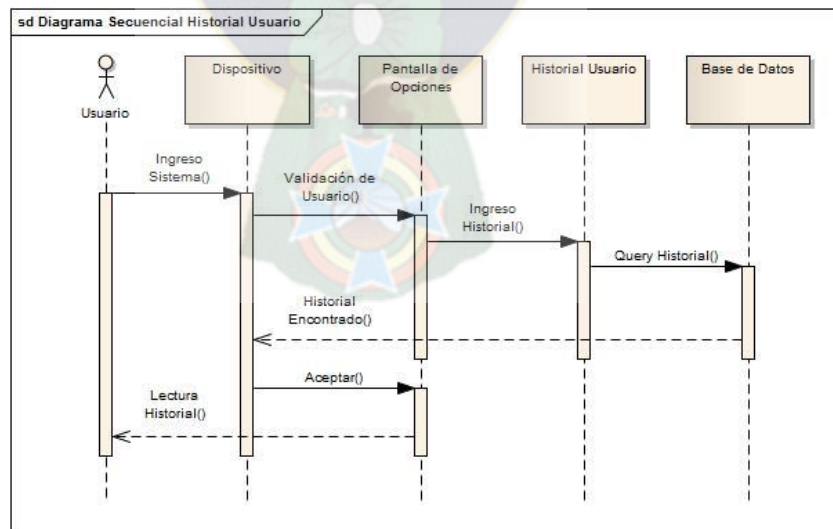 sd Diagrama Secuencial Historial Usuario
Usuario
Dispositivo
Pantalla de
Opciones
Historial Usuario
Base de Datos
Ingreso
Sistema()
Validación de
Usuario()
Ingreso
Historial()
Query Historial()
Historial
Encontrado()
Aceptar()
Lectura
Historial()